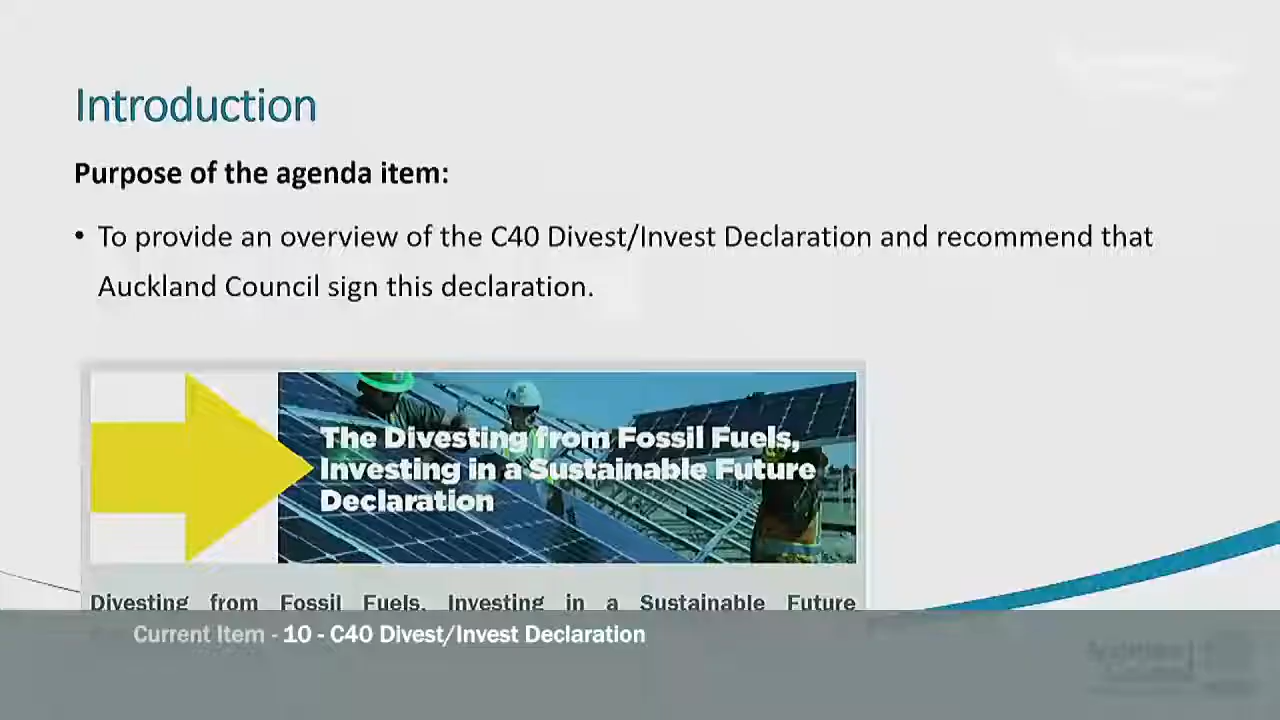 Introduction
Purpose of the agenda item:
• To provide an overview of the C40 Divest/Invest Declaration and recommend that
Auckland Council sign this declaration.
The Divesting from Fossil Fuels,
Investing in a Sustainable Future
Declaration
Divesting from Fossil Fuels, Investing in a Sustainable Future
Current Item - 10 - C40 Divest/Invest Declaration